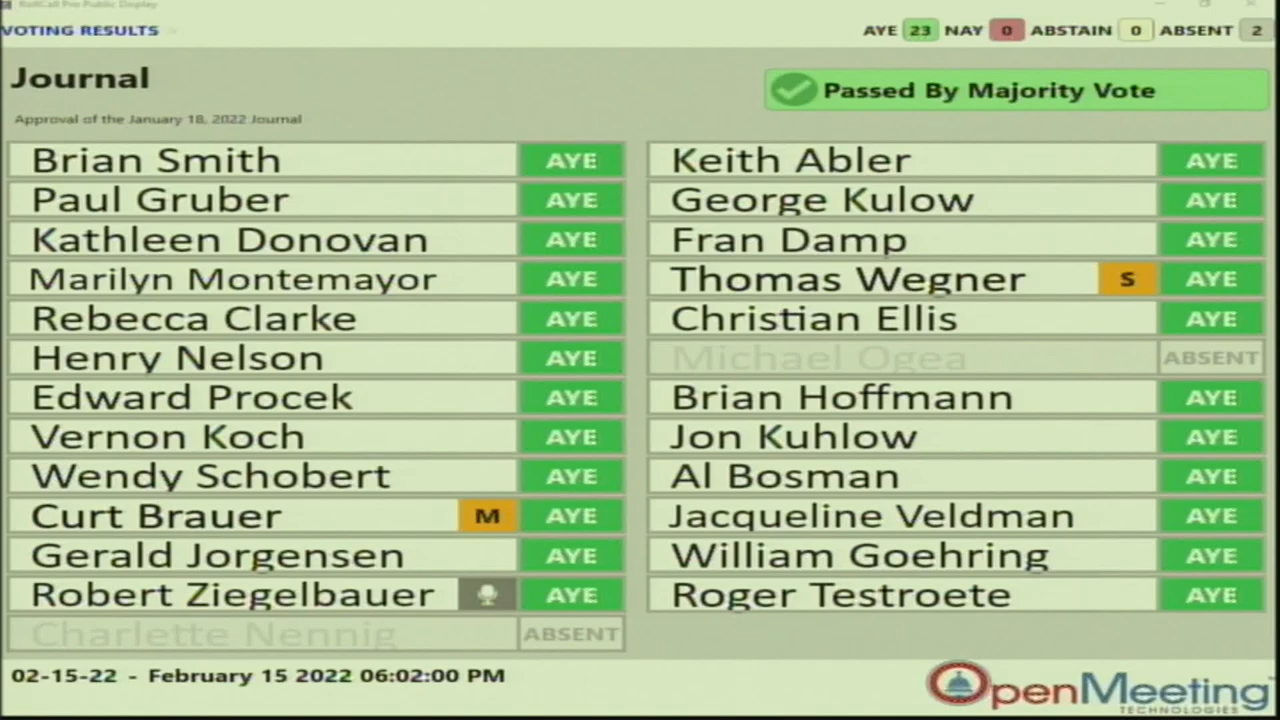 RollCall Pro Public Display
VOTING RESULTS
AYE 23 NAY 0 ABSTAIN 0 ABSENT 2
Journal
Passed By Majority Vote
Approval of the January 18, 2022 Journal
Brian Smith AYE
Paul Gruber AYE
Kathleen Donovan AYE
Marilyn Montemayor AYE
Rebecca Clarke AYE
Henry Nelson AYE
Edward Procek AYE
Vernon Koch AYE
Wendy Schobert AYE
Curt Brauer M AYE
Gerald Jorgensen AYE
Robert Ziegelbauer AYE
Charlette Nennig ABSENT
Keith Abler AYE
George Kulow AYE
Fran Damp AYE
Thomas Wegner S AYE
Christian Ellis AYE
Michael Ogea ABSENT
Brian Hoffmann AYE
Jon Kuhlow AYE
Al Bosman AYE
Jacqueline Veldman AYE
William Goehring AYE
Roger Testroete AYE
02-15-22 - February 15 2022 06:02:00 PM
OpenMeeting
TECHNOLOGIES